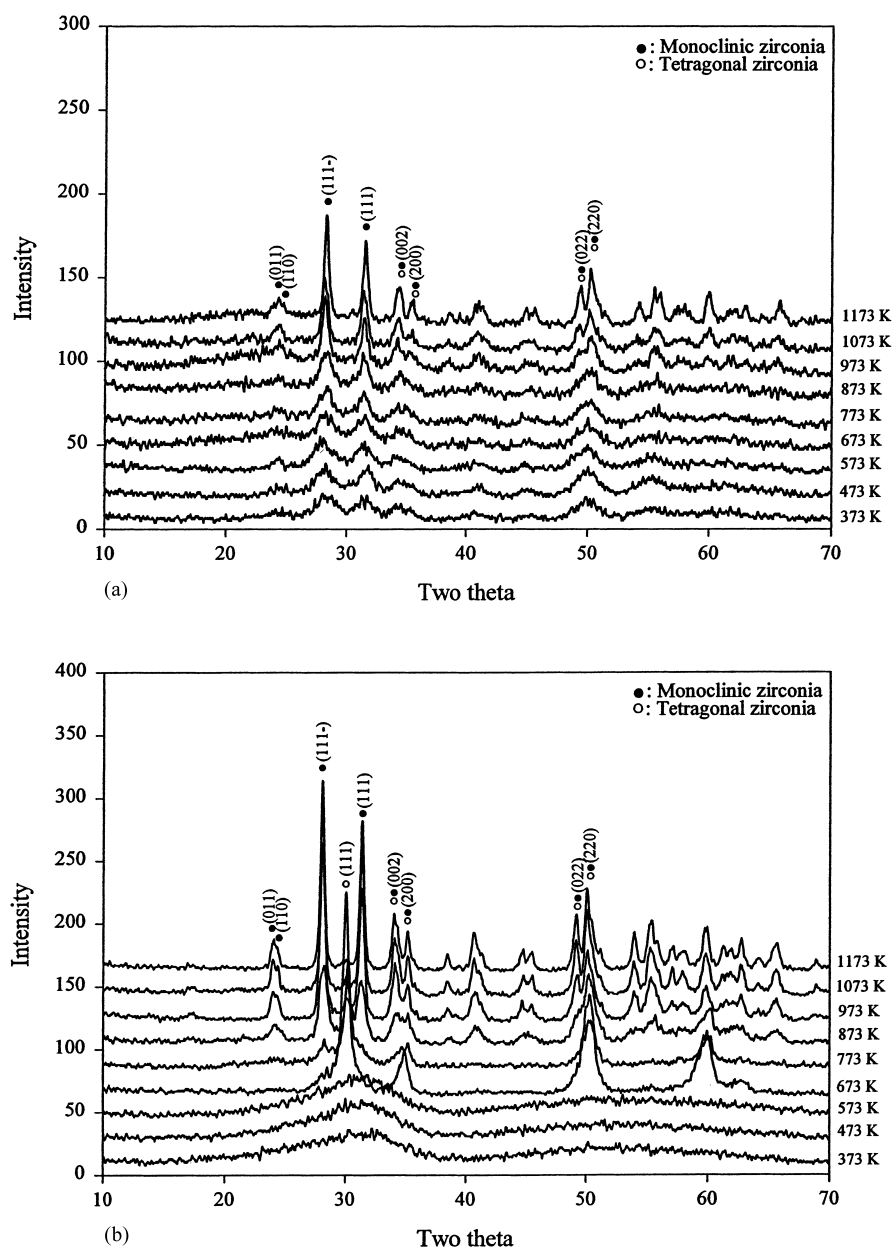 300
250
200
150
100
50
0
Intensity
●: Monoclinic zirconia
○: Tetragonal zirconia
(011)
(110)
(111-)
(111)
(002)
(200)
(022)
(220)
1173 K
1073 K
973 K
873 K
773 K
673 K
573 K
473 K
373 K
10 20 30 40 50 60 70
(a)
Two theta
400
350
300
250
200
150
100
50
0
Intensity
●: Monoclinic zirconia
○: Tetragonal zirconia
(011)
(110)
(111-)
(111)
(111)
(002)
(200)
(022)
(220)
1173 K
1073 K
973 K
873 K
773 K
673 K
573 K
473 K
373 K
10 20 30 40 50 60 70
(b)
Two theta